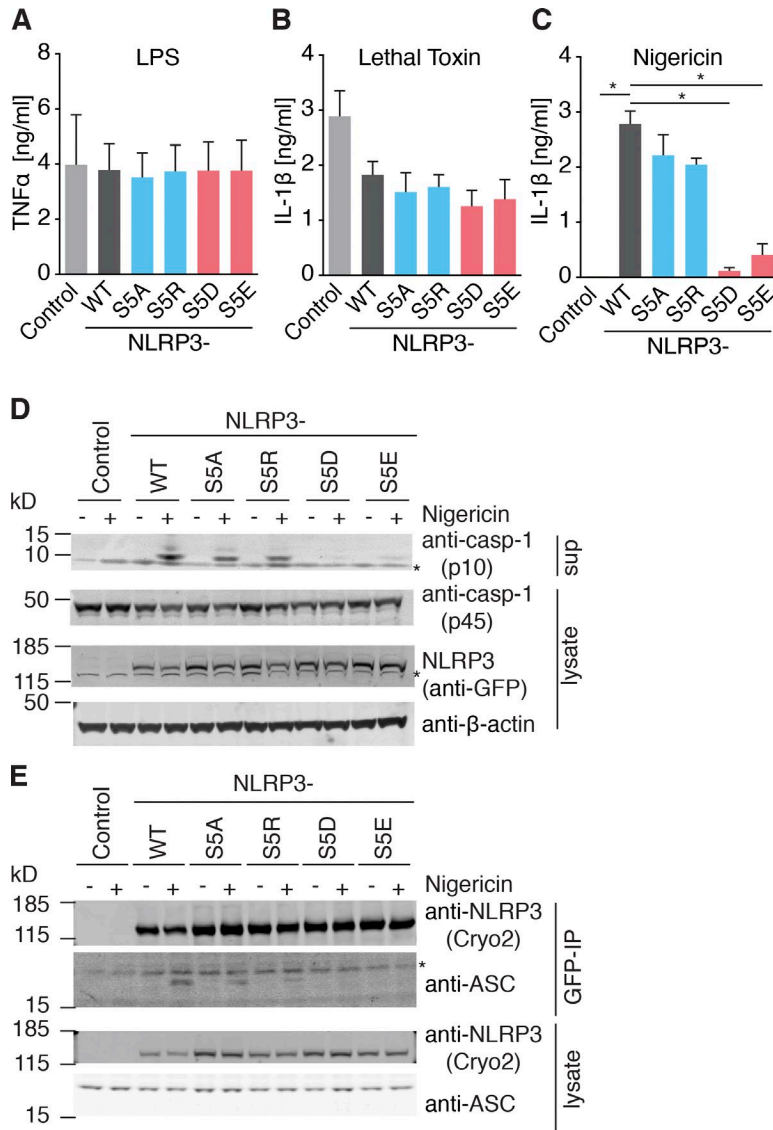 A
LPS
TNFα [ng/ml]
8
6
4
2
0
Control
WT
S5A
S5R
S5D
S5E
NLRP3-
B
Lethal Toxin
IL-1β [ng/ml]
4
3
2
1
0
Control
WT
S5A
S5R
S5D
S5E
NLRP3-
C
Nigericin
IL-1β [ng/ml]
4
3
2
1
0
* * *
Control
WT
S5A
S5R
S5D
S5E
NLRP3-
D
NLRP3-
Control WT S5A S5R S5D S5E
kD
- + - + - + - + - + - + Nigericin
15
10
anti-casp-1
(p10)
*
sup
50
anti-casp-1
(p45)
185
115
NLRP3
(anti-GFP)
*
50
anti-β-actin
lysate
E
NLRP3-
Control WT S5A S5R S5D S5E
kD
- + - + - + - + - + - + Nigericin
185
115
anti-NLRP3
(Cryo2)
*
anti-ASC
15
GFP-IP
185
115
anti-NLRP3
(Cryo2)
anti-ASC
15
lysate